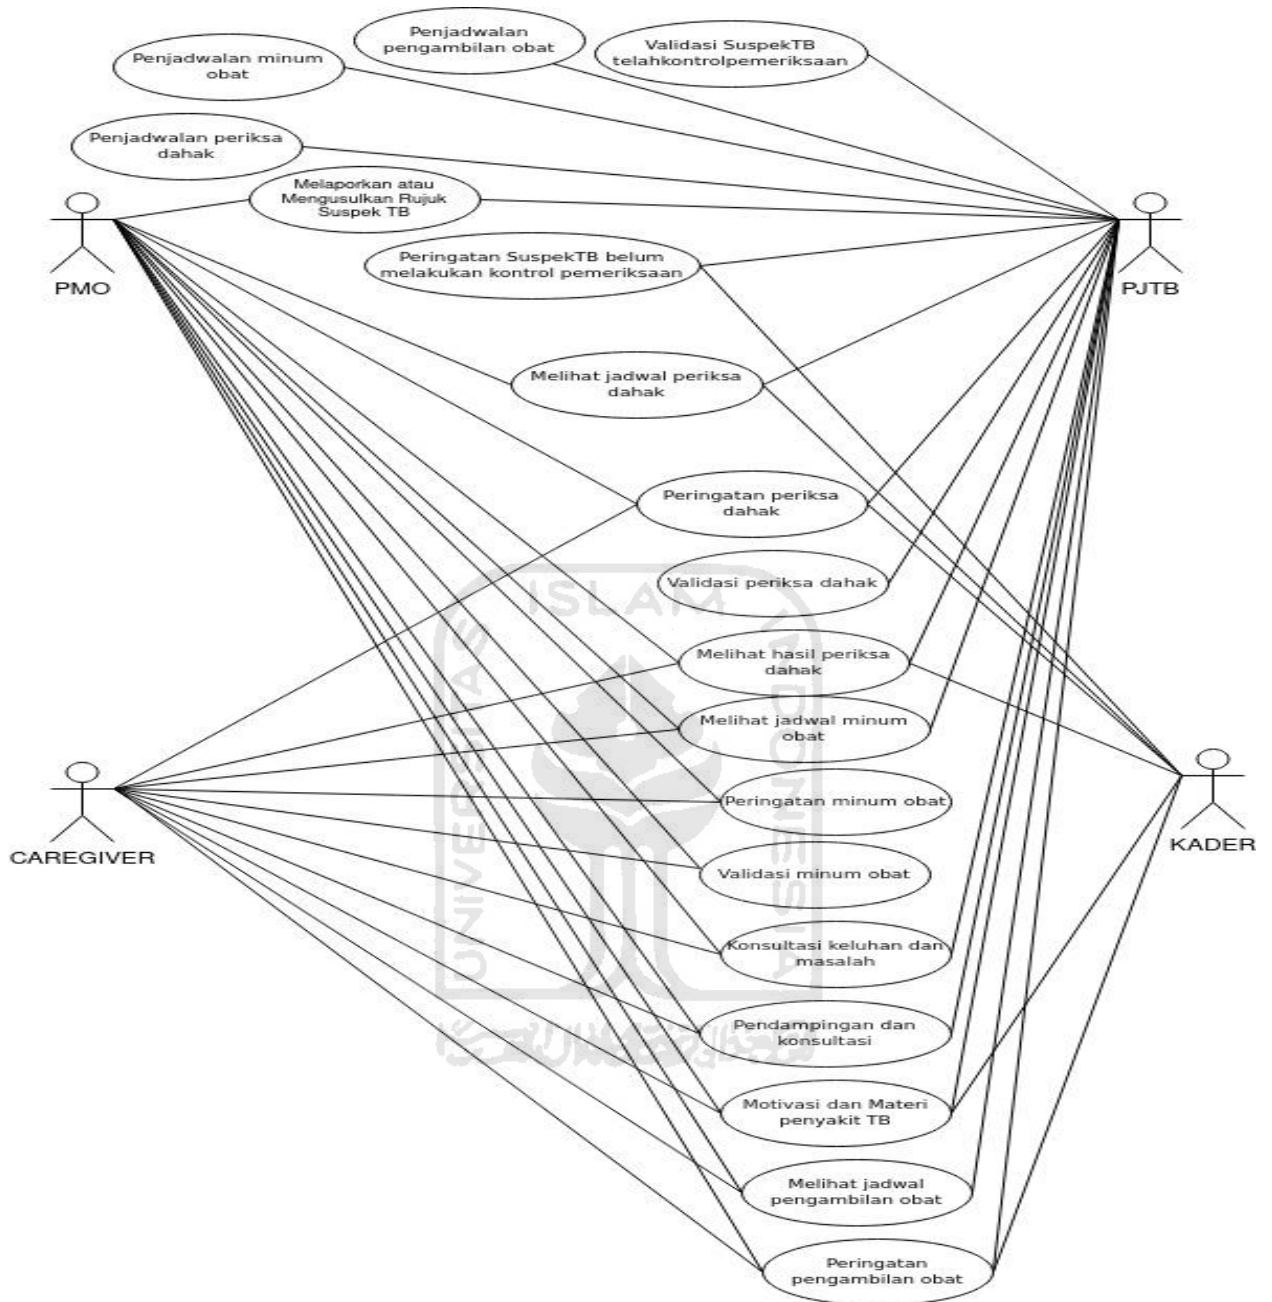 Penjadwalan
pengambilan obat
Validasi SuspekTB
telahkontrolpemeriksaan
Penjadwalan minum
obat
Penjadwalan periksa
dahak
Melaporkan atau
Mengusulkan Rujuk
Suspek TB
Peringatan SuspekTB belum
melakukan kontrol pemeriksaan
PMO
PJTB
Melihat jadwal periksa
dahak
Peringatan periksa
dahak
Validasi periksa dahak
Melihat hasil periksa
dahak
Melihat jadwal minum
obat
Peringatan minum obat
CAREGIVER
KADER
Validasi minum obat
Konsultasi keluhan dan
masalah
Pendampingan dan
konsultasi
Motivasi dan Materi
penyakit TB
Melihat jadwal
pengambilan obat
Peringatan
pengambilan obat
UNIVERSITAS
ISLAM
INDONESIA